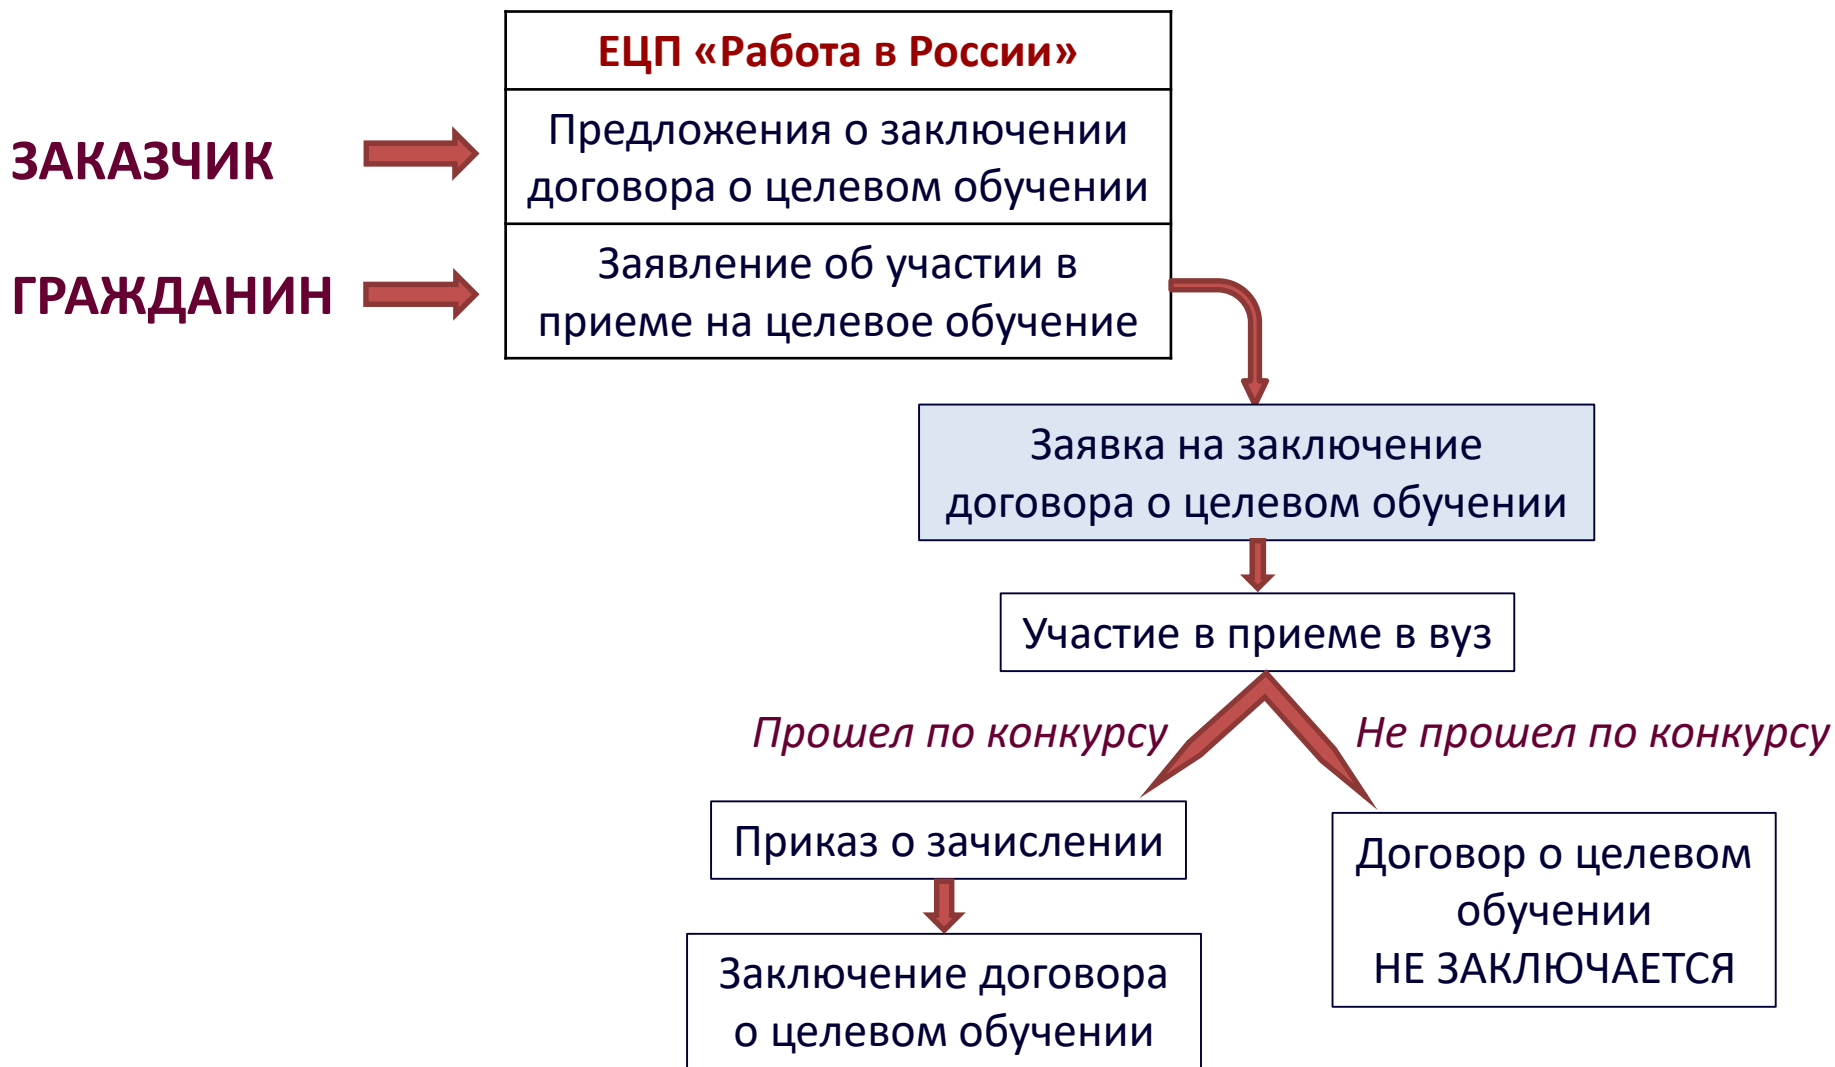 ЕЦП «Работа в России»
ЗАКАЗЧИК
Предложения о заключении
договора о целевом обучении
ГРАЖДАНИН
Заявление об участии в
приеме на целевое обучение
Заявка на заключение
договора о целевом обучении
Участие в приеме в вуз
Прошел по конкурсу
Не прошел по конкурсу
Приказ о зачислении
Заключение договора
о целевом обучении
Договор о целевом
обучении
НЕ ЗАКЛЮЧАЕТСЯ